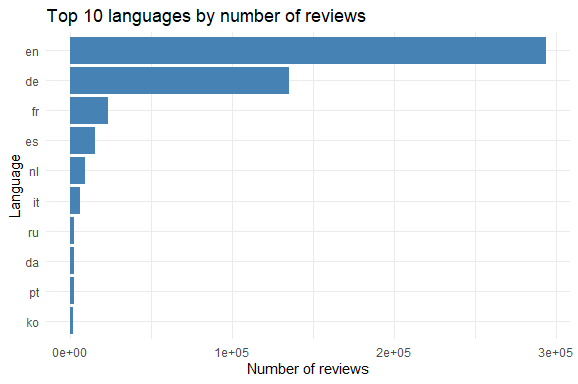 Top 10 languages by number of reviews
en
de
fr
es
nl
it
ru
da
pt
ko
Language
0e+00 1e+05 2e+05 3e+05
Number of reviews